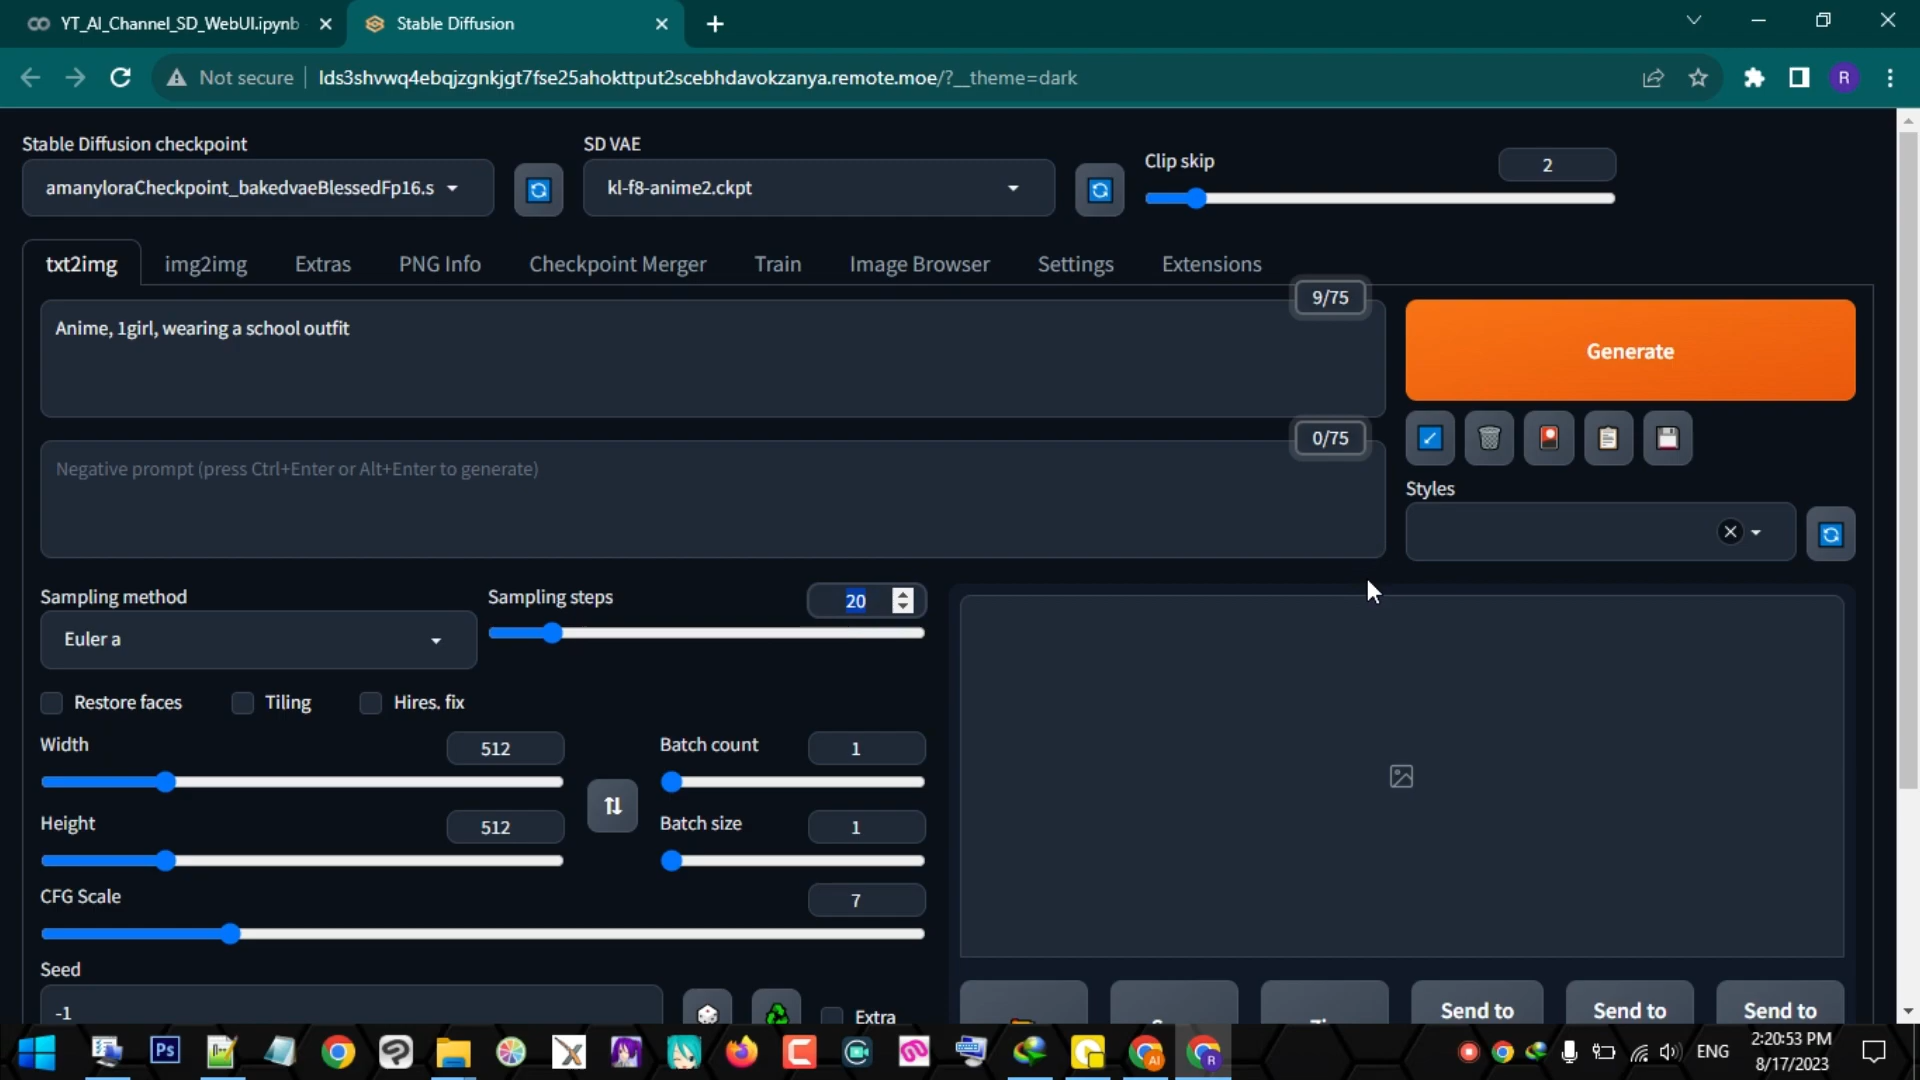 YT_AI_Channel_SD_WebUI.ipynb
Stable Diffusion
Not secure
lds3shvwq4ebqjzgnkjgt7fse25ahokttput2scebhdavokzanya.remote.moe/?__theme=dark
R
Stable Diffusion checkpoint
SD VAE
Clip skip
2
amanyloraCheckpoint_bakedvaeBlessedFp16.s
kl-f8-anime2.ckpt
txt2img
img2img
Extras
PNG Info
Checkpoint Merger
Train
Image Browser
Settings
Extensions
9/75
Anime, 1girl, wearing a school outfit
Generate
0/75
Negative prompt (press Ctrl+Enter or Alt+Enter to generate)
Styles
Sampling method
Sampling steps
20
Euler a
Restore faces
Tiling
Hires. fix
Width
512
Batch count
1
Height
512
Batch size
1
CFG Scale
7
Seed
-1
Extra
Send to
Send to
Send to
Ps
ENG
2:20:53 PM
8/17/2023